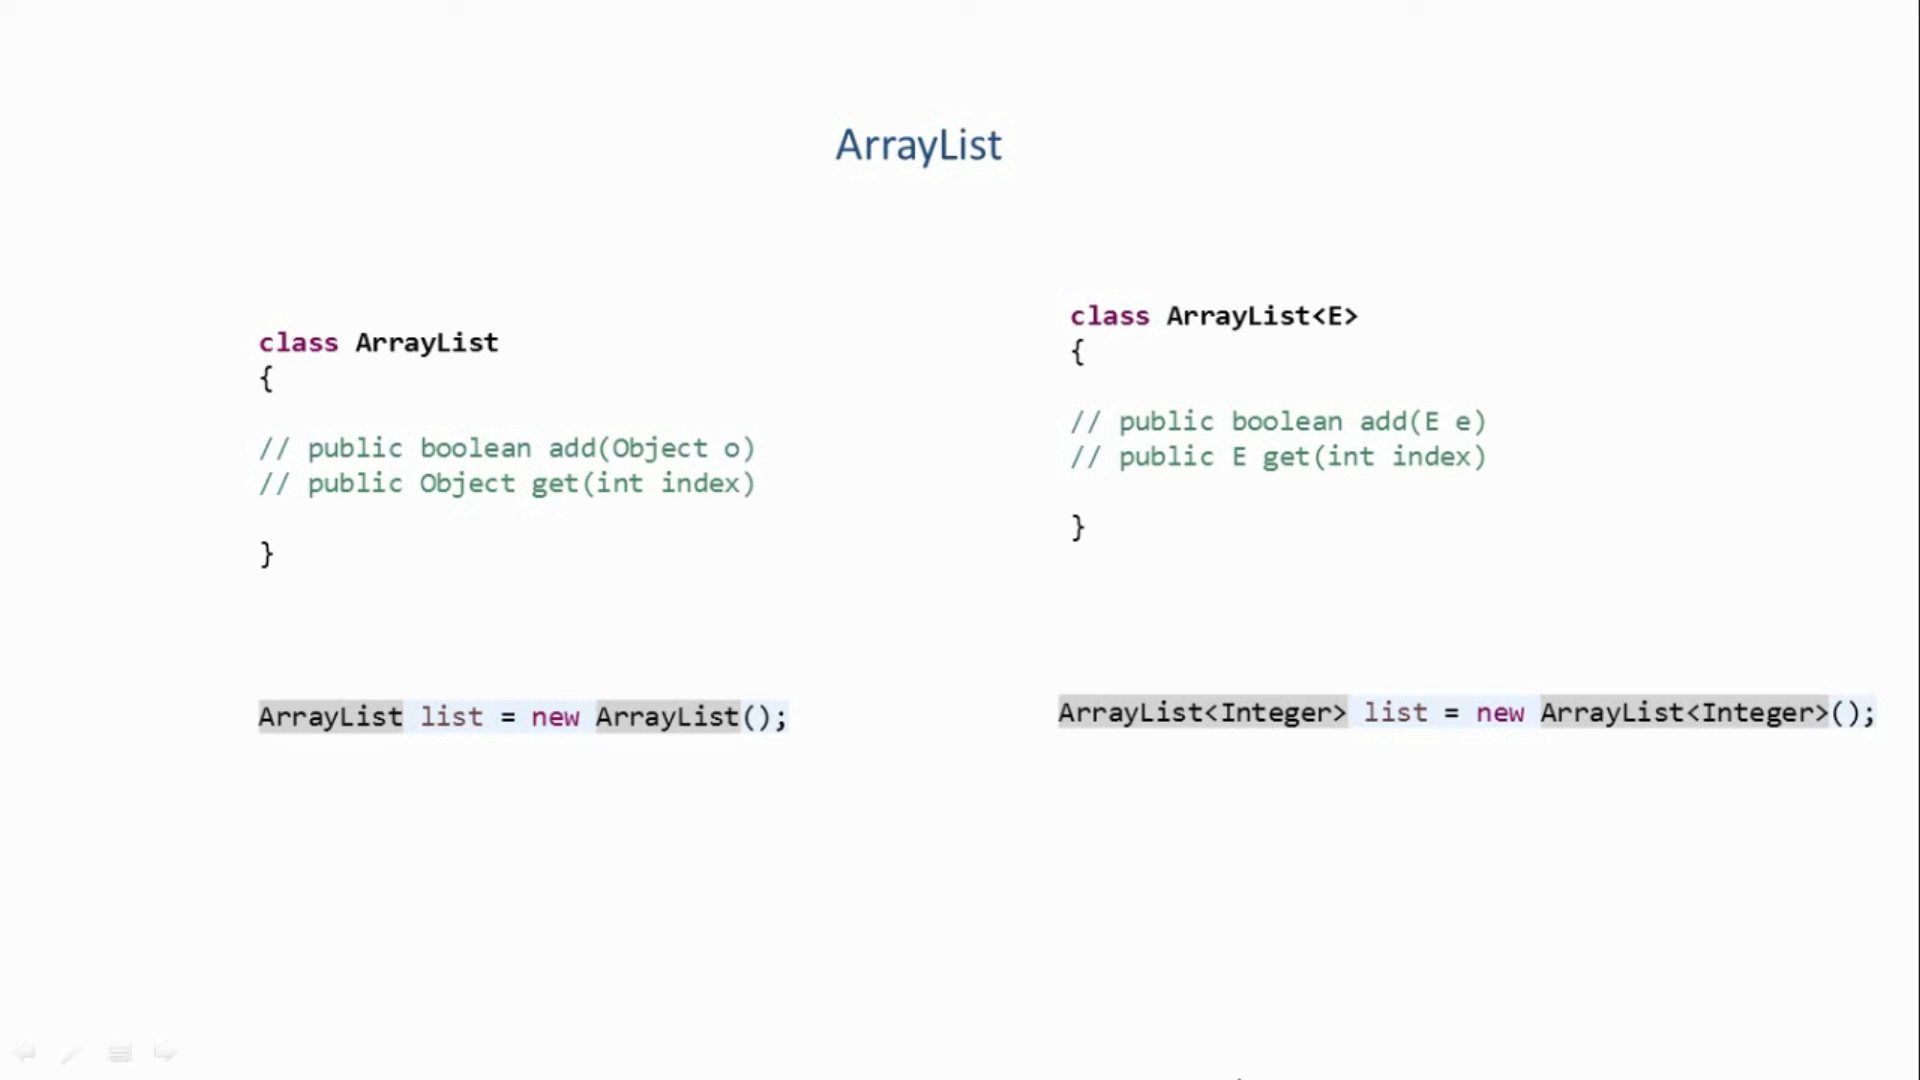 ArrayList
class ArrayList
{
// public boolean add(Object o)
// public Object get(int index)
}
ArrayList list = new ArrayList();
class ArrayList<E>
{
// public boolean add(E e)
// public E get(int index)
}
ArrayList<Integer> list = new ArrayList<Integer>();